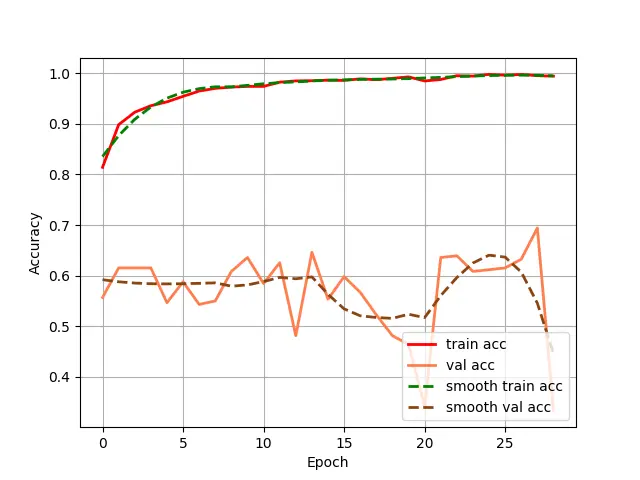 1.0
0.9
0.8
0.7
0.6
0.5
0.4
Accuracy
train acc
val acc
smooth train acc
smooth val acc
0 5 10 15 20 25
Epoch